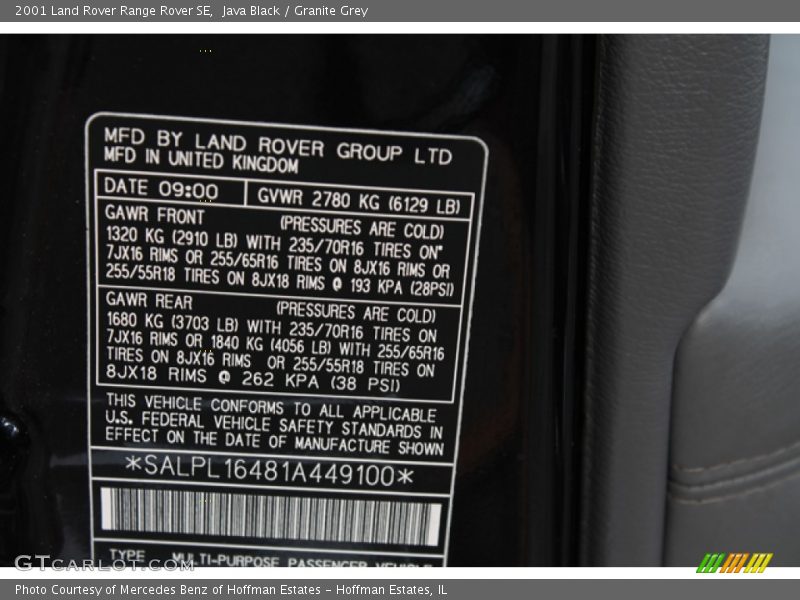 2001 Land Rover Range Rover SE, Java Black / Granite Grey
MFD BY LAND ROVER GROUP LTD
MFD IN UNITED KINGDOM
DATE 09:00 GVWR 2780 KG (6129 LB)
GAWR FRONT (PRESSURES ARE COLD)
1320 KG (2910 LB) WITH 235/70R16 TIRES ON"
7JX16 RIMS OR 255/65R16 TIRES ON 8JX16 RIMS OR
255/55R18 TIRES ON 8JX18 RIMS @ 193 KPA (28PSI)
GAWR REAR (PRESSURES ARE COLD)
1680 KG (3703 LB) WITH 235/70R16 TIRES ON
7JX16 RIMS OR 1840 KG (4056 LB) WITH 255/65R16
TIRES ON 8JX16 RIMS OR 255/55R18 TIRES ON
8JX18 RIMS @ 262 KPA (38 PSI)
THIS VEHICLE CONFORMS TO ALL APPLICABLE
U.S. FEDERAL VEHICLE SAFETY STANDARDS IN
EFFECT ON THE DATE OF MANUFACTURE SHOWN
*SALPL16481A449100*
TYPE MULTI-PURPOSE PASSENGER VEHICLE
GTcarlot.com
Photo Courtesy of Mercedes Benz of Hoffman Estates - Hoffman Estates, IL